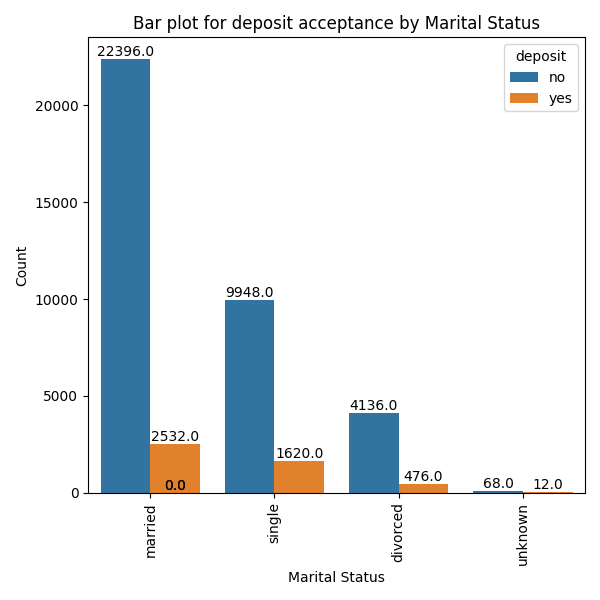 Bar plot for deposit acceptance by Marital Status
22396.0
deposit
no
yes
20000
15000
Count
10000
9948.0
5000
4136.0
2532.0
1620.0
476.0
0.0
68.0
12.0
0
married
single
divorced
unknown
Marital Status